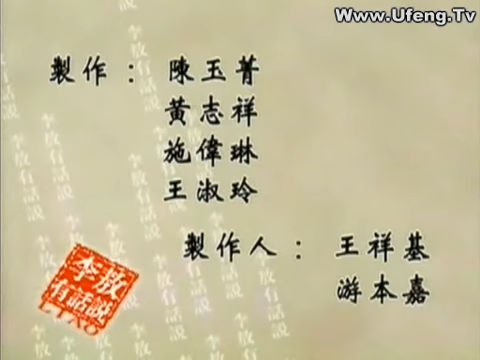 Www.Ufeng.Tv
製作：陳玉菁
黃志祥
施偉琳
王淑玲
製作人：王祥基
游本嘉
李敖
有話說
LIAO